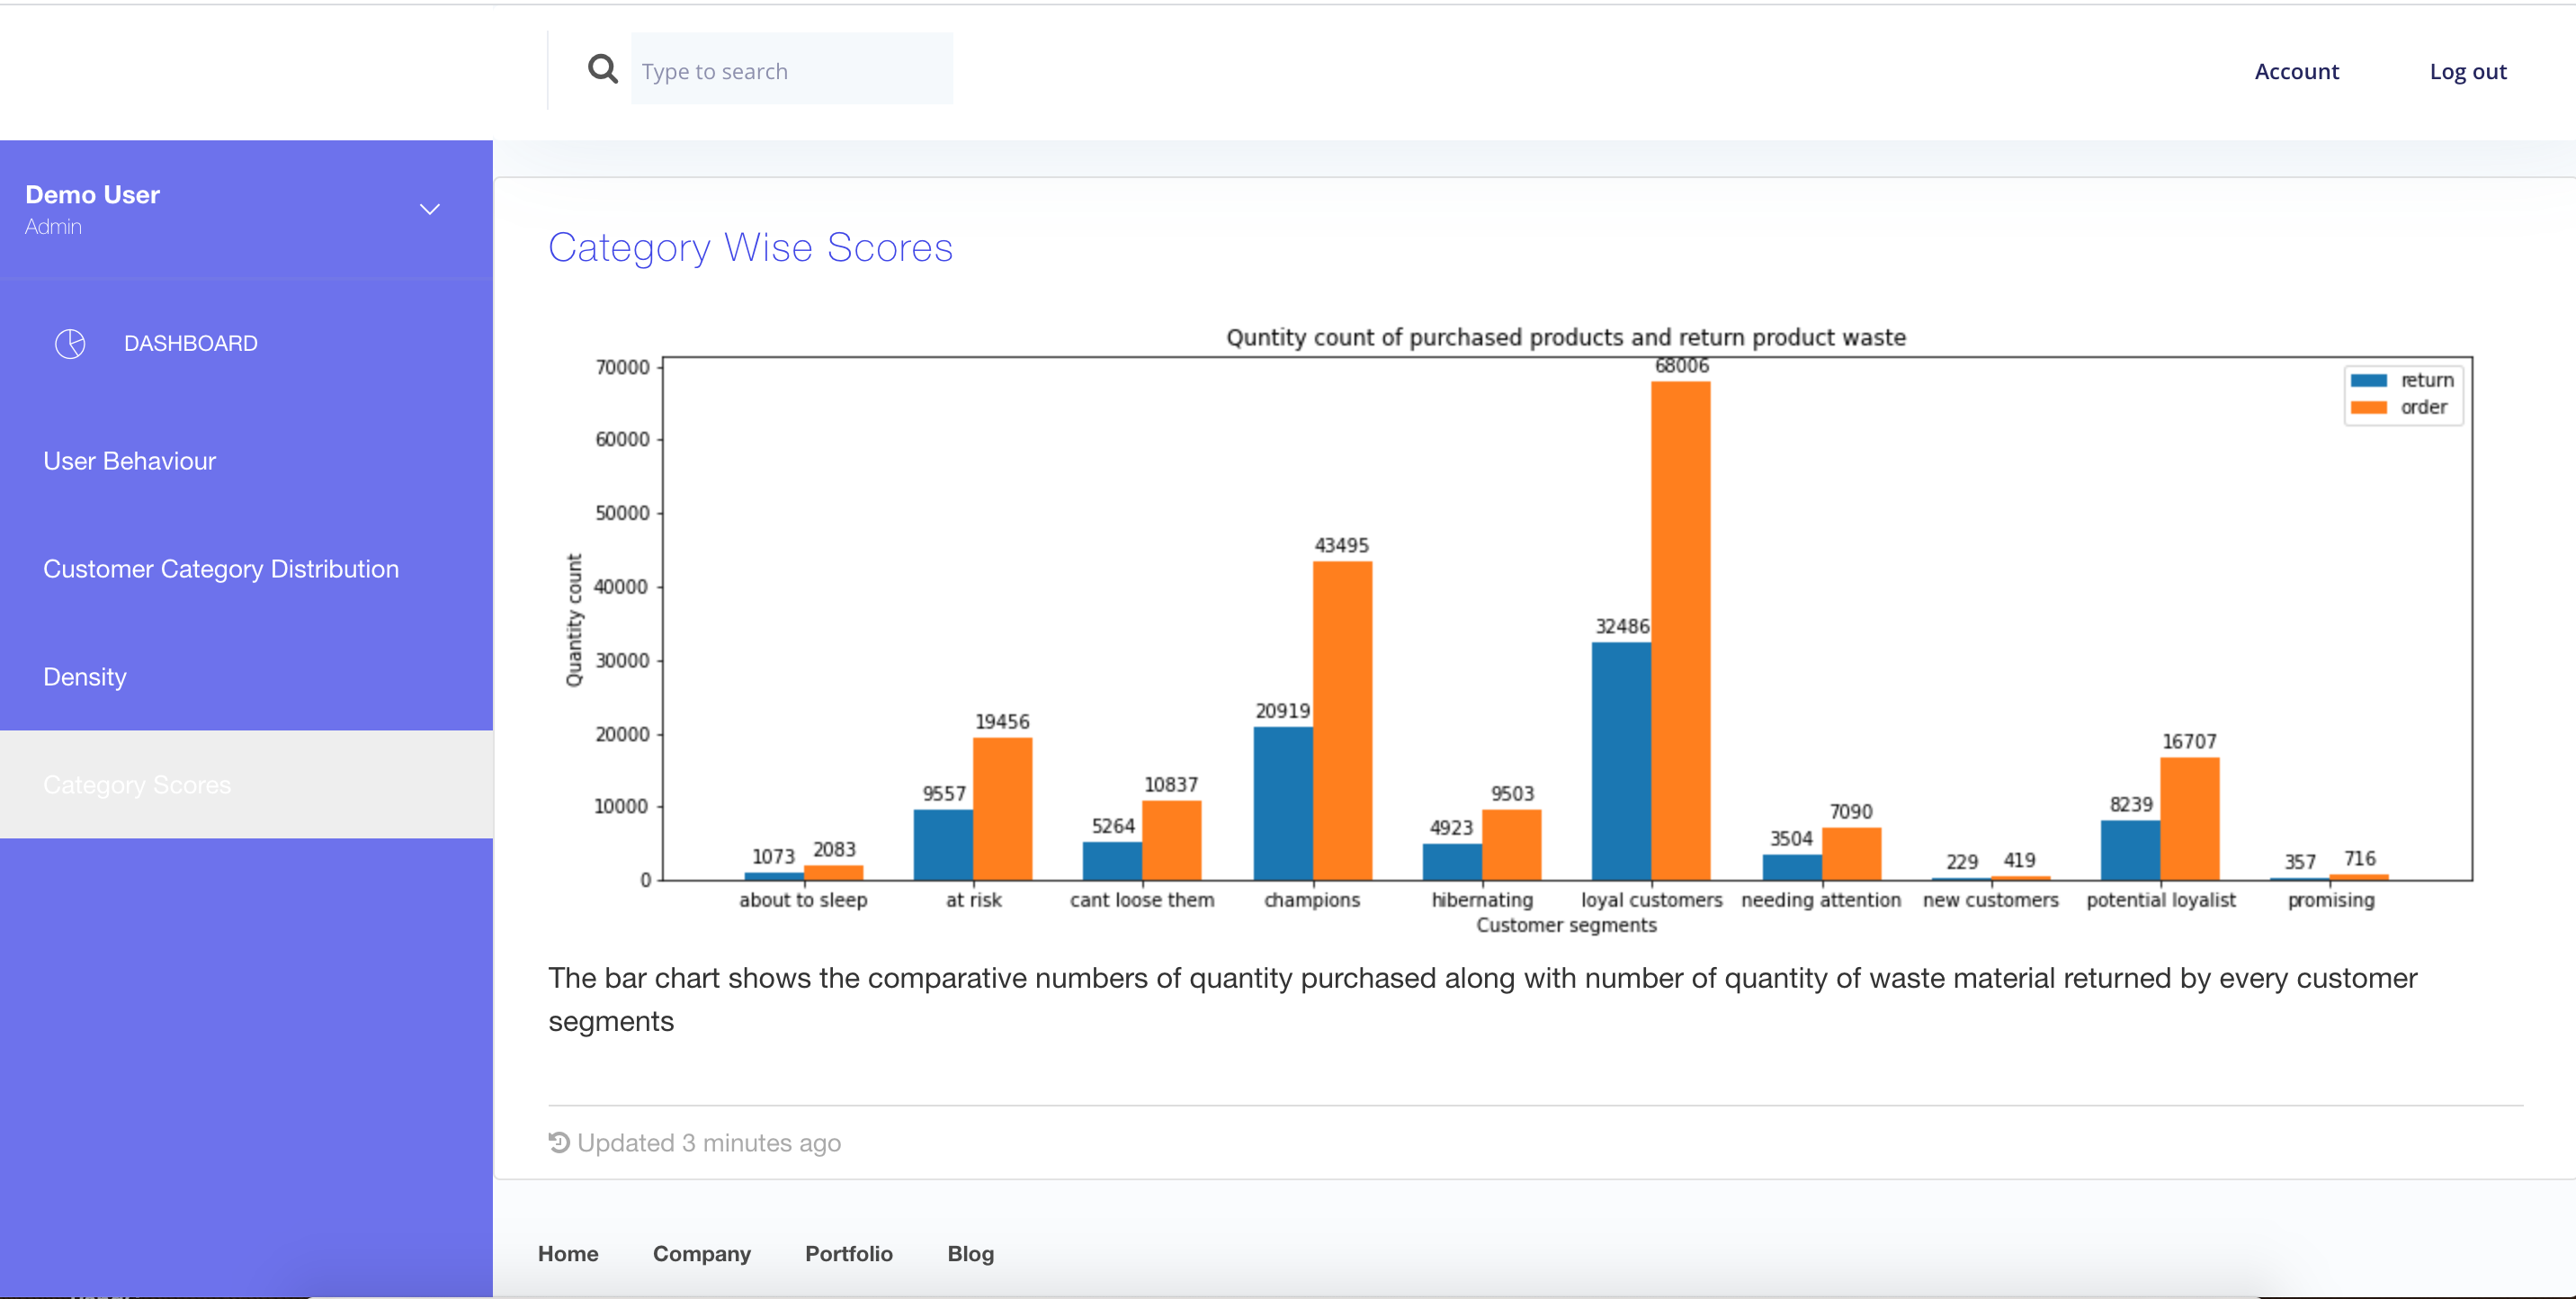 Type to search
Account
Log out
Demo User
Admin
DASHBOARD
User Behaviour
Customer Category Distribution
Density
Category Scores
Category Wise Scores
Quntity count of purchased products and return product waste
return
order
Quantity count
70000
60000
50000
40000
30000
20000
10000
0
1073 2083
9557 19456
5264 10837
20919 43495
4923 9503
32486 68006
3504 7090
229 419
8239 16707
357 716
about to sleep at risk cant loose them champions hibernating loyal customers needing attention new customers potential loyalist promising
Customer segments
The bar chart shows the comparative numbers of quantity purchased along with number of quantity of waste material returned by every customer
segments
Updated 3 minutes ago
Home Company Portfolio Blog